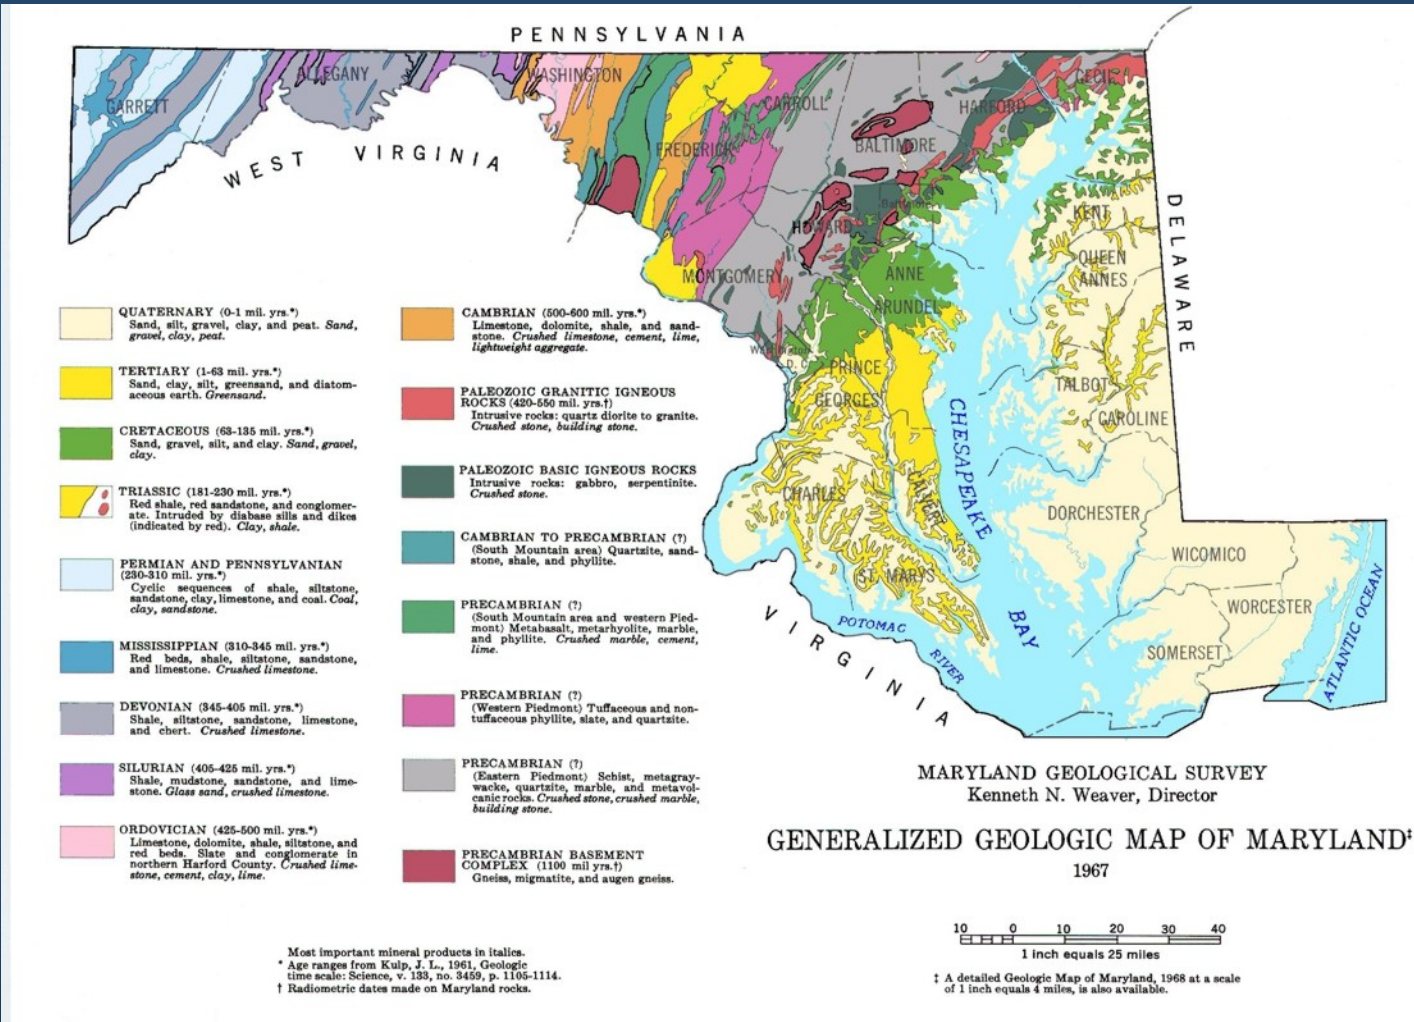 PENNSYLVANIA
GARRETT
ALLEGANY
WASHINGTON
FREDERICK
CARROLL
BALTIMORE
HARFORD
CECIL
WEST VIRGINIA
HOWARD
Baltimore
MONTGOMERY
ANNE
ARUNDEL
KENT
QUEEN
ANNES
DELAWARE
Washington
D. C.
PRINCE
GEORGES
TALBOT
CAROLINE
CHESAPEAKE
BAY
CHARLES
CALVERT
ST. MARYS
DORCHESTER
WICOMICO
WORCESTER
SOMERSET
ATLANTIC OCEAN
POTOMAC
RIVER
VIRGINIA
QUATERNARY (0-1 mil. yrs.*)
Sand, silt, gravel, clay, and peat. Sand,
gravel, clay, peat.
TERTIARY (1-63 mil. yrs.*)
Sand, clay, silt, greensand, and diatom-
aceous earth. Greensand.
CRETACEOUS (63-135 mil. yrs.*)
Sand, gravel, silt, and clay. Sand, gravel,
clay.
TRIASSIC (181-230 mil. yrs.*)
Red shale, red sandstone, and conglomer-
ate. Intruded by diabase sills and dikes
(indicated by red). Clay, shale.
PERMIAN AND PENNSYLVANIAN
(230-310 mil. yrs.*)
Cyclic sequences of shale, siltstone,
sandstone, clay, limestone, and coal. Coal,
clay, sandstone.
MISSISSIPPIAN (310-345 mil. yrs.*)
Red beds, shale, siltstone, sandstone,
and limestone. Crushed limestone.
DEVONIAN (345-405 mil. yrs.*)
Shale, siltstone, sandstone, limestone,
and chert. Crushed limestone.
SILURIAN (405-425 mil. yrs.*)
Shale, mudstone, sandstone, and lime-
stone. Glass sand, crushed limestone.
ORDOVICIAN (425-500 mil. yrs.*)
Limestone, dolomite, shale, siltstone, and
red beds. Slate and conglomerate in
northern Harford County. Crushed lime-
stone, cement, clay, lime.
CAMBRIAN (500-600 mil. yrs.*)
Limestone, dolomite, shale, and sand-
stone. Crushed limestone, cement, lime,
lightweight aggregate.
PALEOZOIC GRANITIC IGNEOUS
ROCKS (420-550 mil. yrs.†)
Intrusive rocks: quartz diorite to granite.
Crushed stone, building stone.
PALEOZOIC BASIC IGNEOUS ROCKS
Intrusive rocks: gabbro, serpentinite.
Crushed stone.
CAMBRIAN TO PRECAMBRIAN (?)
(South Mountain area) Quartzite, sand-
stone, shale, and phyllite.
PRECAMBRIAN (?)
(South Mountain area and western Pied-
mont) Metabasalt, metarhyolite, marble,
and phyllite. Crushed marble, cement,
lime.
PRECAMBRIAN (?)
(Western Piedmont) Tuffaceous and non-
tuffaceous phyllite, slate, and quartzite.
PRECAMBRIAN (?)
(Eastern Piedmont) Schist, metagray-
wacke, quartzite, marble, and metavol-
canic rocks. Crushed stone, crushed marble,
building stone.
PRECAMBRIAN BASEMENT
COMPLEX (1100 mil yrs.†)
Gneiss, migmatite, and augen gneiss.
Most important mineral products in italics.
* Age ranges from Kulp, J. L., 1961, Geologic
time scale: Science, v. 133, no. 3459, p. 1105-1114.
† Radiometric dates made on Maryland rocks.
MARYLAND GEOLOGICAL SURVEY
Kenneth N. Weaver, Director
GENERALIZED GEOLOGIC MAP OF MARYLAND‡
1967
10 0 10 20 30 40
1 inch equals 25 miles
‡ A detailed Geologic Map of Maryland, 1968 at a scale
of 1 inch equals 4 miles, is also available.